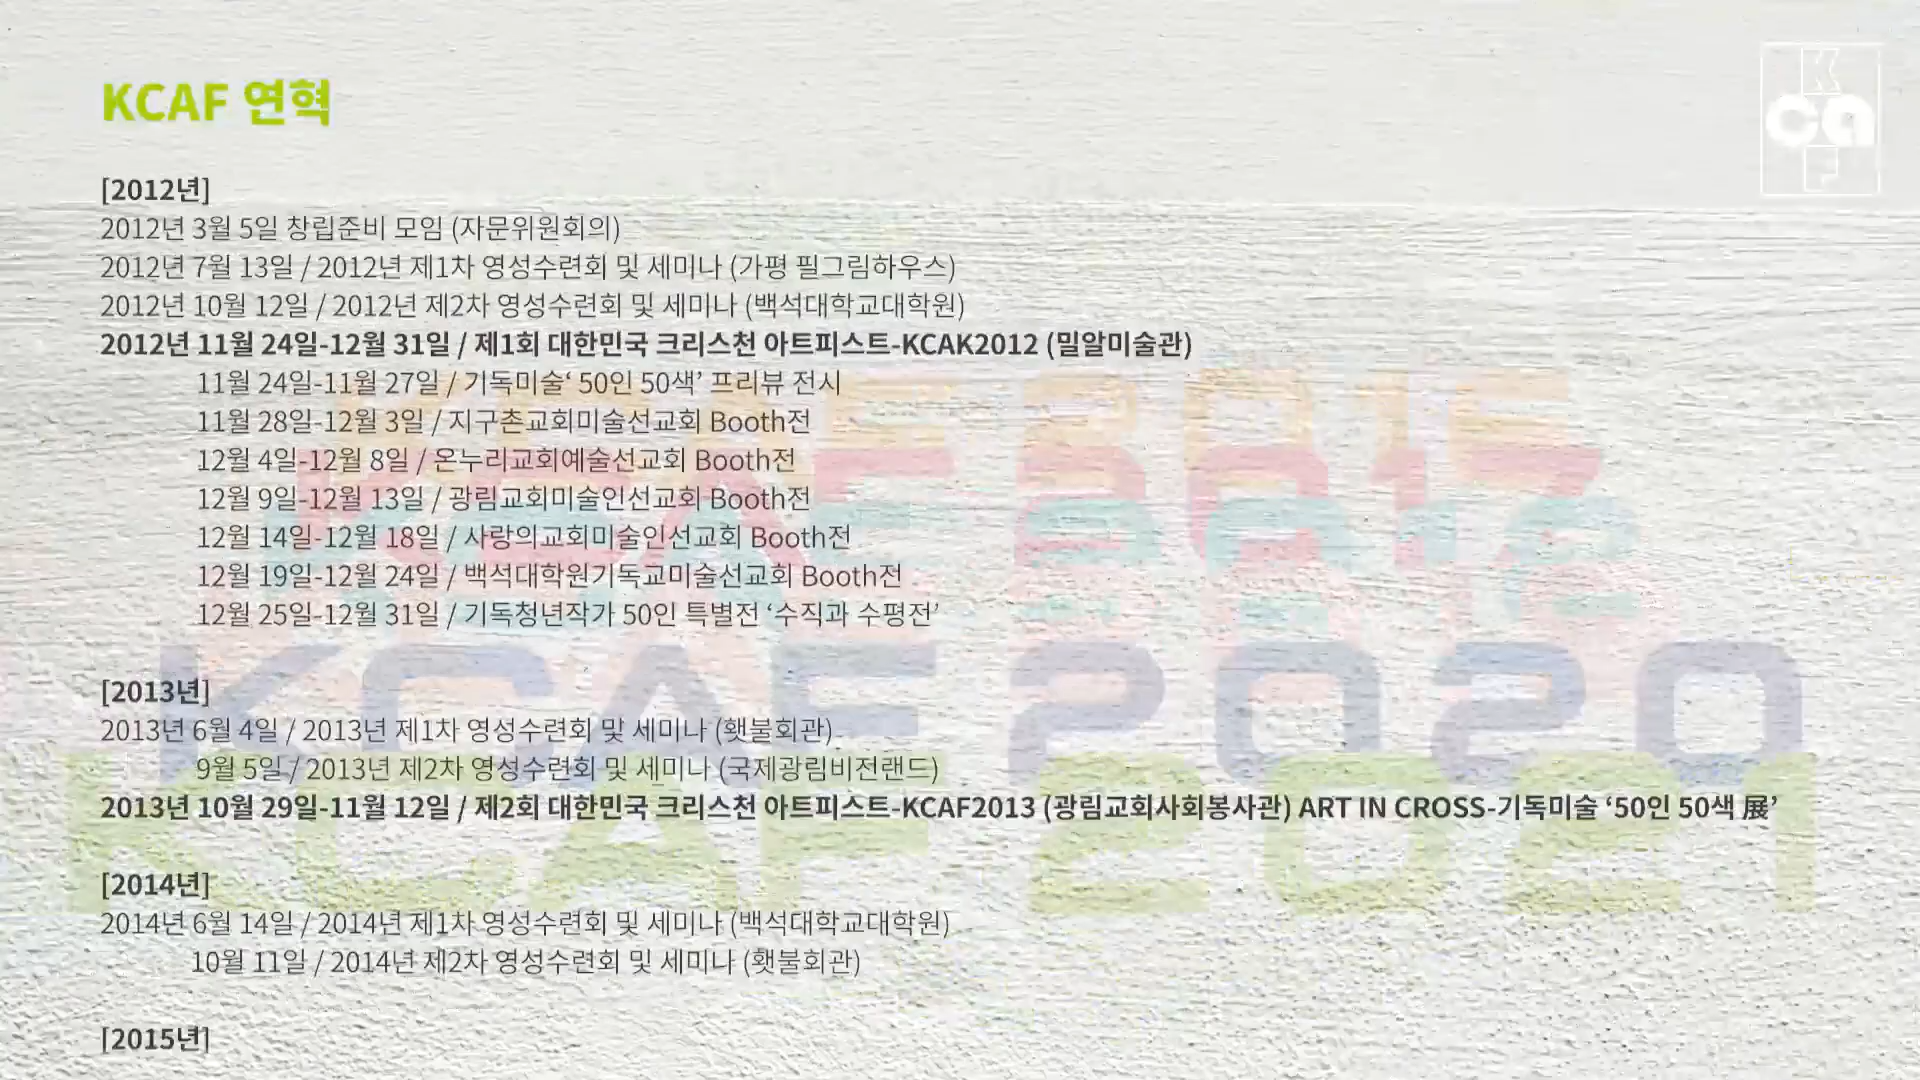 KCAF 연혁
K
ca
F
[2012년]
2012년 3월 5일 창립준비 모임 (자문위원회의)
2012년 7월 13일 / 2012년 제1차 영성수련회 및 세미나 (가평 필그림하우스)
2012년 10월 12일 / 2012년 제2차 영성수련회 및 세미나 (백석대학교대학원)
2012년 11월 24일-12월 31일 / 제1회 대한민국 크리스천 아트피스트-KCAK2012 (밀알미술관)
11월 24일-11월 27일 / 기독미술‘ 50인 50색’ 프리뷰 전시
11월 28일-12월 3일 / 지구촌교회미술선교회 Booth전
12월 4일-12월 8일 / 온누리교회예술선교회 Booth전
12월 9일-12월 13일 / 광림교회미술인선교회 Booth전
12월 14일-12월 18일 / 사랑의교회미술인선교회 Booth전
12월 19일-12월 24일 / 백석대학원기독교미술선교회 Booth전
12월 25일-12월 31일 / 기독청년작가 50인 특별전 ‘수직과 수평전’
[2013년]
2013년 6월 4일 / 2013년 제1차 영성수련회 및 세미나 (횃불회관)
9월 5일 / 2013년 제2차 영성수련회 및 세미나 (국제광림비전랜드)
2013년 10월 29일-11월 12일 / 제2회 대한민국 크리스천 아트피스트-KCAF2013 (광림교회사회봉사관) ART IN CROSS-기독미술 ‘50인 50색 展’
[2014년]
2014년 6월 14일 / 2014년 제1차 영성수련회 및 세미나 (백석대학교대학원)
10월 11일 / 2014년 제2차 영성수련회 및 세미나 (횃불회관)
[2015년]
KCAF 2020
KCAF 2021